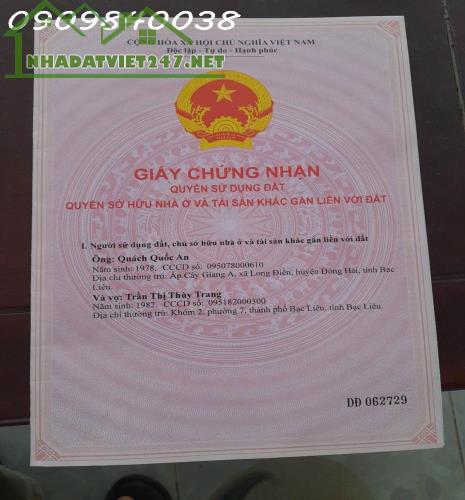 0909840038
NHADATVIET247.NET
CỘNG HÒA XÃ HỘI CHỦ NGHĨA VIỆT NAM
Độc lập - Tự do - Hạnh phúc
GIẤY CHỨNG NHẬN
QUYỀN SỬ DỤNG ĐẤT
QUYỀN SỞ HỮU NHÀ Ở VÀ TÀI SẢN KHÁC GẮN LIỀN VỚI ĐẤT
I. Người sử dụng đất, chủ sở hữu nhà ở và tài sản khác gắn liền với đất
Ông: Quách Quốc An
Năm sinh: 1978, CCCD số: 095078000610
Địa chỉ thường trú: Ấp Cây Giang A, xã Long Điền, huyện Đông Hải, tỉnh Bạc
Liêu.
Và vợ: Trần Thị Thùy Trang
Năm sinh: 1982, CCCD số: 095182000300
Địa chỉ thường trú: Khóm 2, phường 7, thành phố Bạc Liêu, tỉnh Bạc Liêu.
DĐ 062729